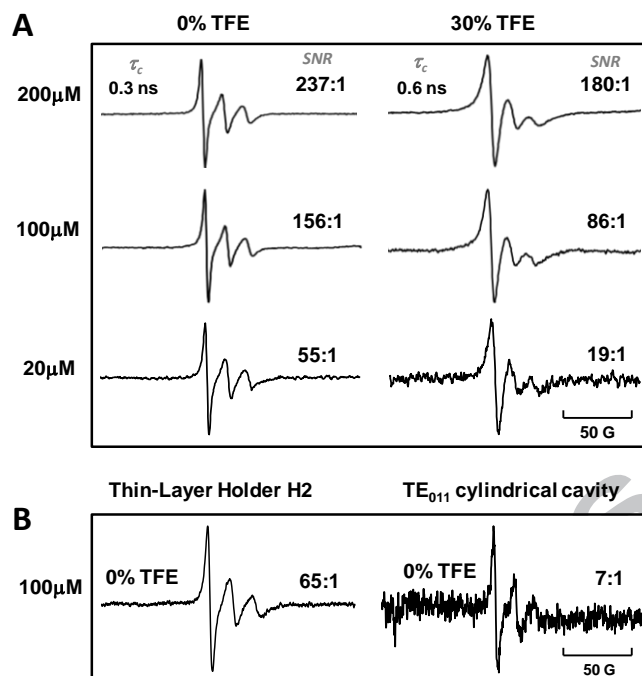 A
0% TFE 30% TFE
τc SNR τc SNR
200μM 0.3 ns 237:1 0.6 ns 180:1
100μM 156:1 86:1
20μM 55:1 19:1
50 G
B
Thin-Layer Holder H2 TE011 cylindrical cavity
100μM 0% TFE 65:1 0% TFE 7:1
50 G